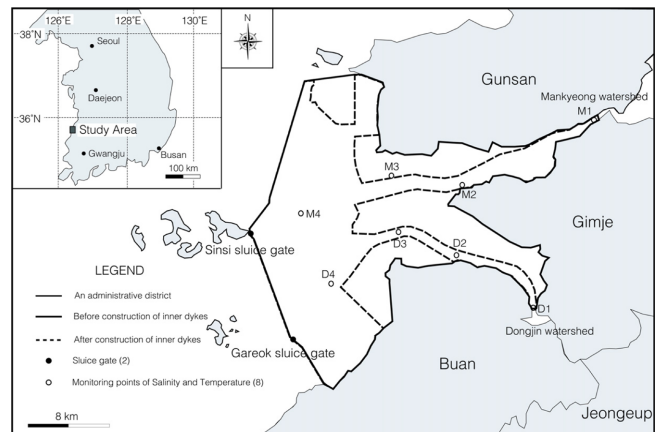 126°E 128°E 130°E
38°N
Seoul
Daejeon
36°N
Study Area
Gwangju
Busan
100 km
N
Gunsan
Mankyeong watershed
M1
M3
M2
M4
Gimje
Sinsi sluice gate
D3
D2
D4
D1
Dongjin watershed
Gareok sluice gate
Buan
Jeongeup
LEGEND
An administrative district
Before construction of inner dykes
After construction of inner dykes
Sluice gate (2)
Monitoring points of Salinity and Temperature (8)
8 km